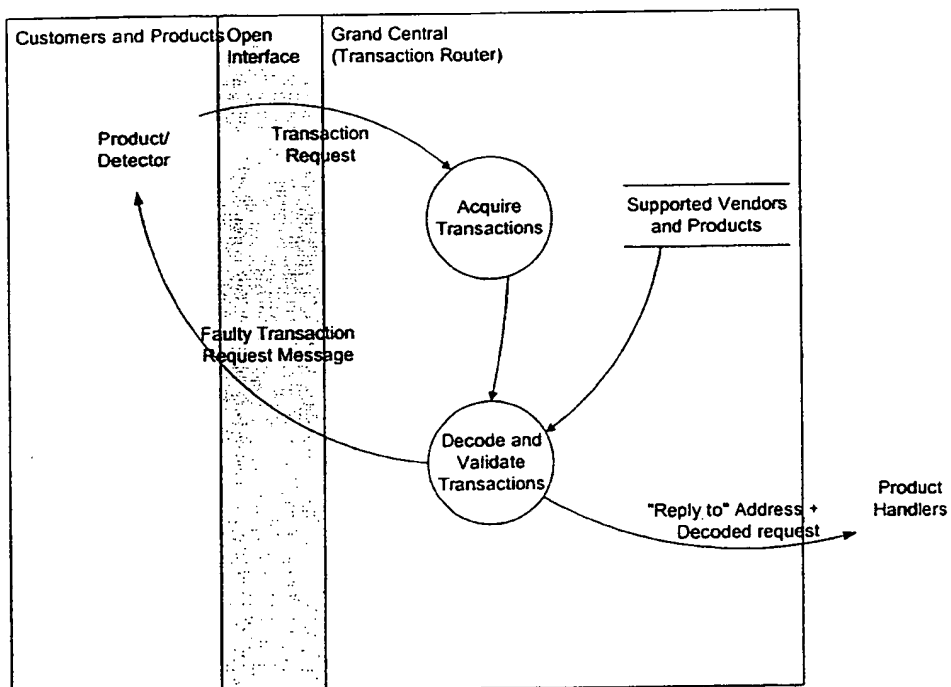 Customers and Products
Open
Interface
Grand Central
(Transaction Router)
Product/
Detector
Transaction
Request
Acquire
Transactions
Supported Vendors
and Products
Faulty Transaction
Request Message
Decode and
Validate
Transactions
"Reply to" Address +
Decoded request
Product
Handlers